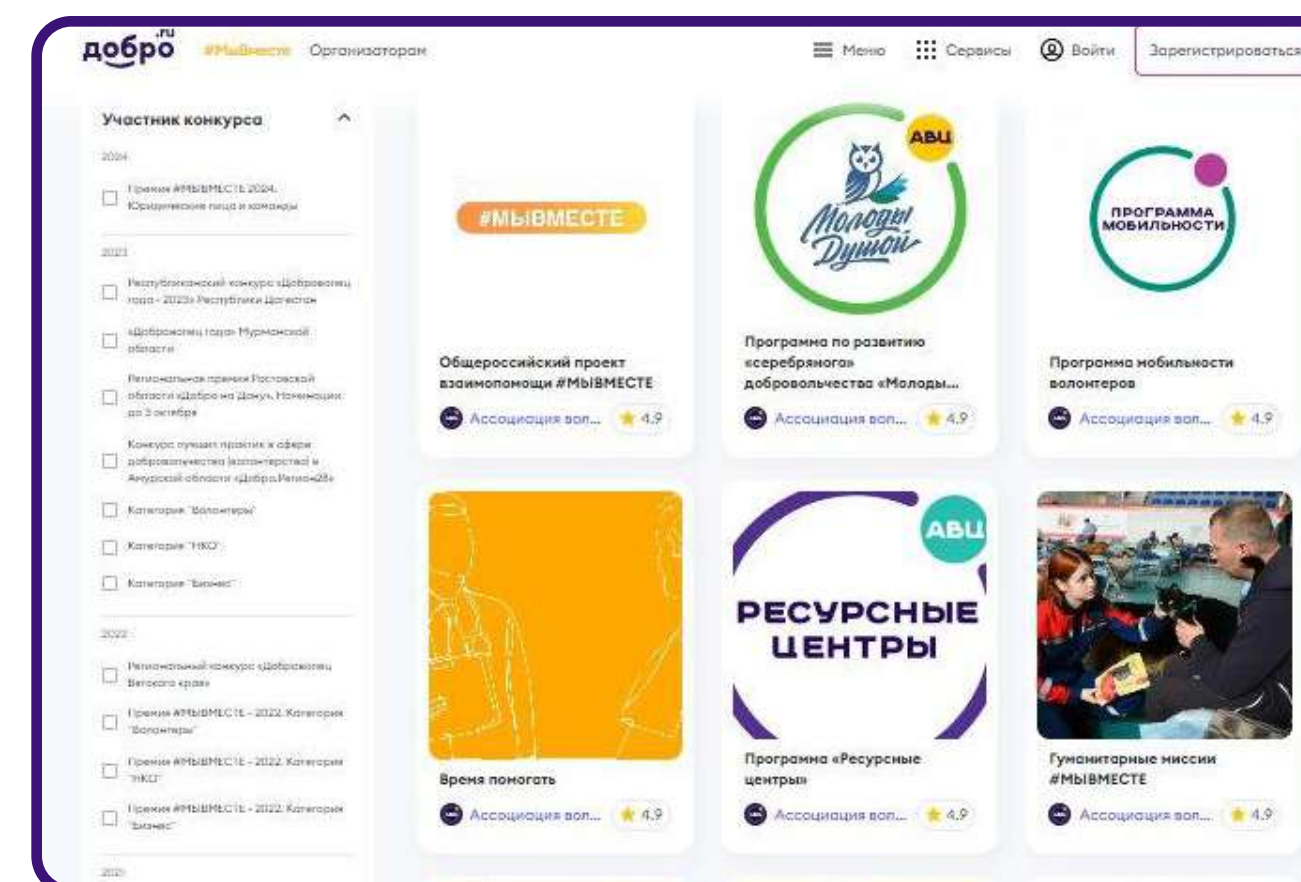 добро.ru
#МыВместе
Организаторам
Меню
Сервисы
Войти
Зарегистрироваться
Участник конкурса
2024
Премия #МЫВМЕСТЕ 2024.
Юридические лица и команды
2023
Республиканский конкурс «Доброволец
года - 2023» Республики Дагестан
«Доброволец года» Мурманской
области
Региональная премия Ростовской
области «Добро на Дону». Номинации
до 3 октября
Конкурс лучших практик в сфере
добровольчества (волонтерства) в
Амурской области «Добро.Регион28»
Категория "Волонтеры"
Категория "НКО"
Категория "Бизнес"
2022
Региональный конкурс «Доброволец
Вятского края»
Премия #МЫВМЕСТЕ - 2022. Категория
"Волонтеры"
Премия #МЫВМЕСТЕ - 2022. Категория
"НКО"
Премия #МЫВМЕСТЕ - 2022. Категория
"Бизнес"
2021
#МЫВМЕСТЕ
Общероссийский проект
взаимопомощи #МЫВМЕСТЕ
Ассоциация вол... 4.9
АВЦ
Молоды
Душой
Программа по развитию
«серебряного»
добровольчества «Молоды...
Ассоциация вол... 4.9
ПРОГРАММА
МОБИЛЬНОСТИ
Программа мобильности
волонтеров
Ассоциация вол... 4.9
Время помогать
Ассоциация вол... 4.9
АВЦ
РЕСУРСНЫЕ
ЦЕНТРЫ
Программа «Ресурсные
центры»
Ассоциация вол... 4.9
Гуманитарные миссии
#МЫВМЕСТЕ
Ассоциация вол... 4.9